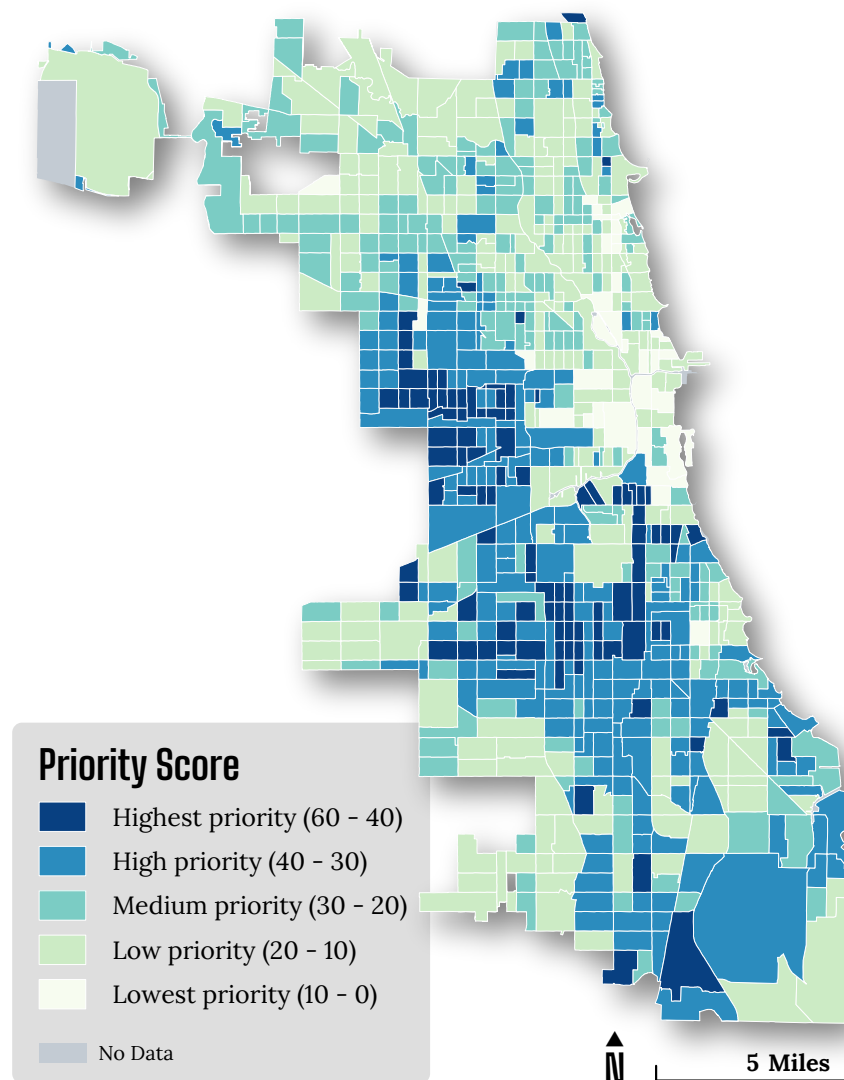 Priority Score
Highest priority (60 - 40)
High priority (40 - 30)
Medium priority (30 - 20)
Low priority (20 - 10)
Lowest priority (10 - 0)
No Data
N
5 Miles